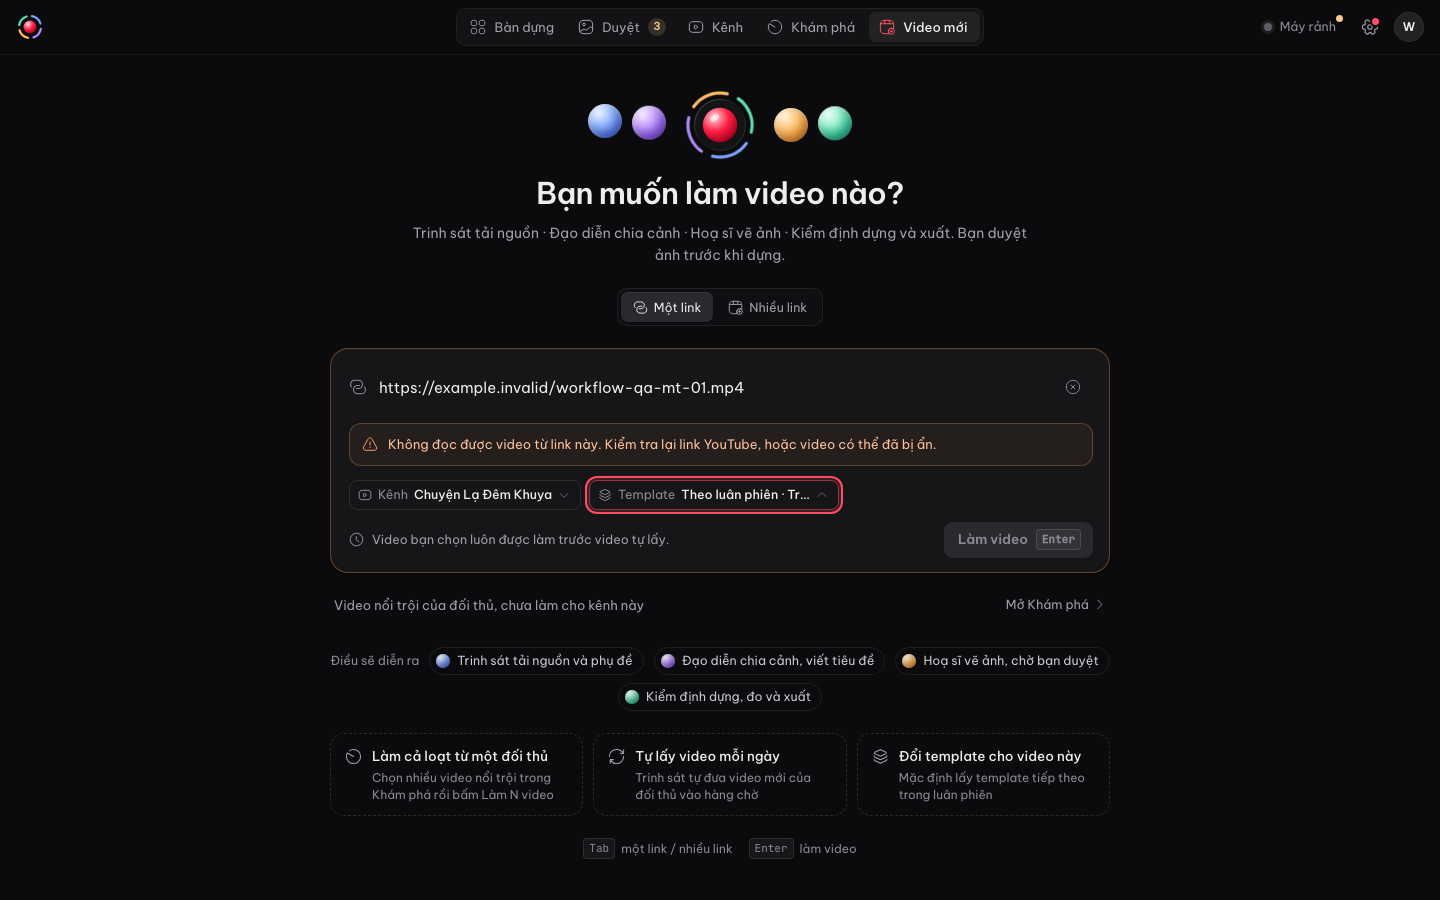 Bàn dựng
Duyệt 3
Kênh
Khám phá
Video mới
Máy rảnh
W
Bạn muốn làm video nào?
Trinh sát tải nguồn · Đạo diễn chia cảnh · Hoạ sĩ vẽ ảnh · Kiểm định dựng và xuất. Bạn duyệt
ảnh trước khi dựng.
Một link
Nhiều link
https://example.invalid/workflow-qa-mt-01.mp4
Không đọc được video từ link này. Kiểm tra lại link YouTube, hoặc video có thể đã bị ẩn.
Kênh Chuyện Lạ Đêm Khuya
Template Theo luân phiên · Tr...
Video bạn chọn luôn được làm trước video tự lấy.
Làm video Enter
Video nổi trội của đối thủ, chưa làm cho kênh này
Mở Khám phá
Điều sẽ diễn ra
Trinh sát tải nguồn và phụ đề
Đạo diễn chia cảnh, viết tiêu đề
Hoạ sĩ vẽ ảnh, chờ bạn duyệt
Kiểm định dựng, đo và xuất
Làm cả loạt từ một đối thủ
Chọn nhiều video nổi trội trong
Khám phá rồi bấm Làm N video
Tự lấy video mỗi ngày
Trinh sát tự đưa video mới của
đối thủ vào hàng chờ
Đổi template cho video này
Mặc định lấy template tiếp theo
trong luân phiên
Tab một link / nhiều link
Enter làm video